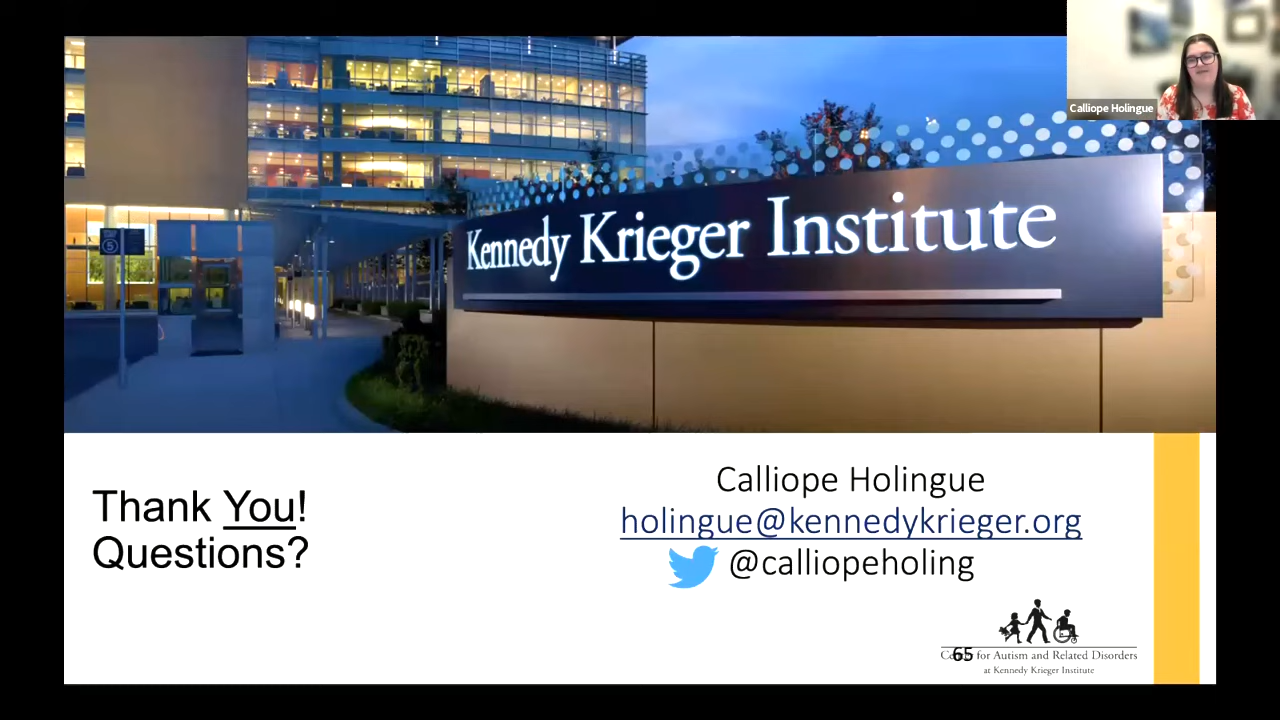 Calliope Holingue
Kennedy Krieger Institute
5
Thank You!
Questions?
Calliope Holingue
holingue@kennedykrieger.org
@calliopeholing
65
for Autism and Related Disorders
at Kennedy Krieger Institute